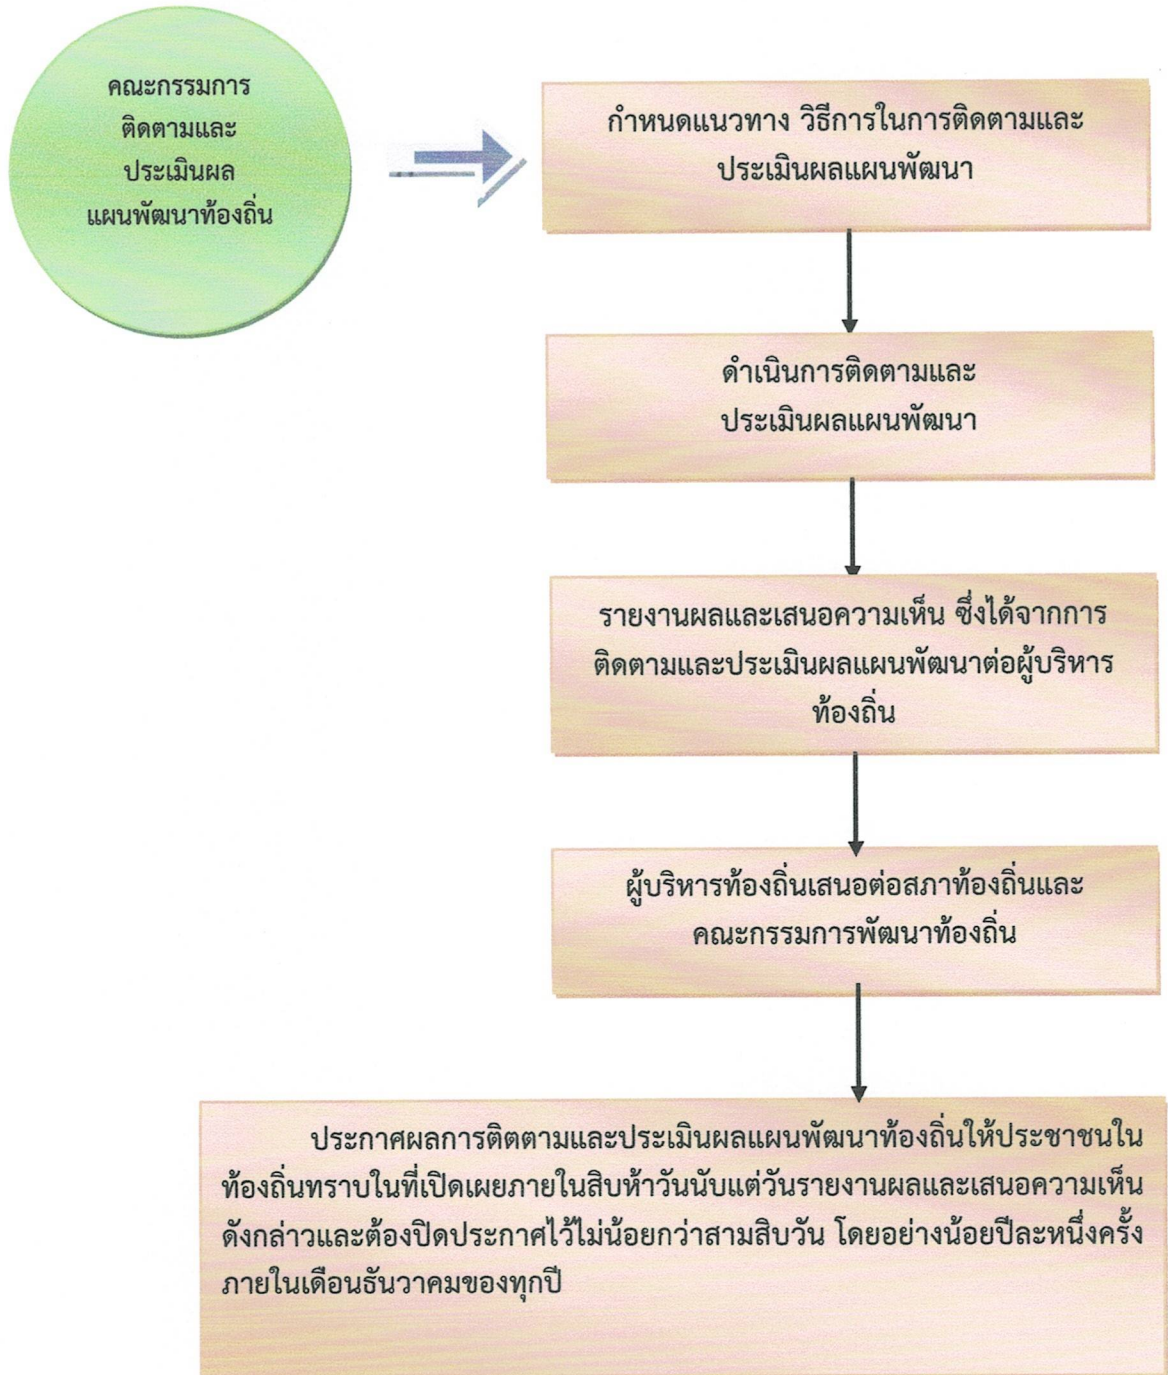 คณะกรรมการ
ติดตามและ
ประเมินผล
แผนพัฒนาท้องถิ่น
กำหนดแนวทาง วิธีการในการติดตามและ
ประเมินผลแผนพัฒนา
ดำเนินการติดตามและ
ประเมินผลแผนพัฒนา
รายงานผลและเสนอความเห็น ซึ่งได้จากการ
ติดตามและประเมินผลแผนพัฒนาต่อผู้บริหาร
ท้องถิ่น
ผู้บริหารท้องถิ่นเสนอต่อสภาท้องถิ่นและ
คณะกรรมการพัฒนาท้องถิ่น
ประกาศผลการติตตามและประเมินผลแผนพัฒนาท้องถิ่นให้ประชาชนใน
ท้องถิ่นทราบในที่เปิดเผยภายในสิบห้าวันนับแต่วันรายงานผลและเสนอความเห็น
ดังกล่าวและต้องปิดประกาศไว้ไม่น้อยกว่าสามสิบวัน โดยอย่างน้อยปีละหนึ่งครั้ง
ภายในเดือนธันวาคมของทุกปี